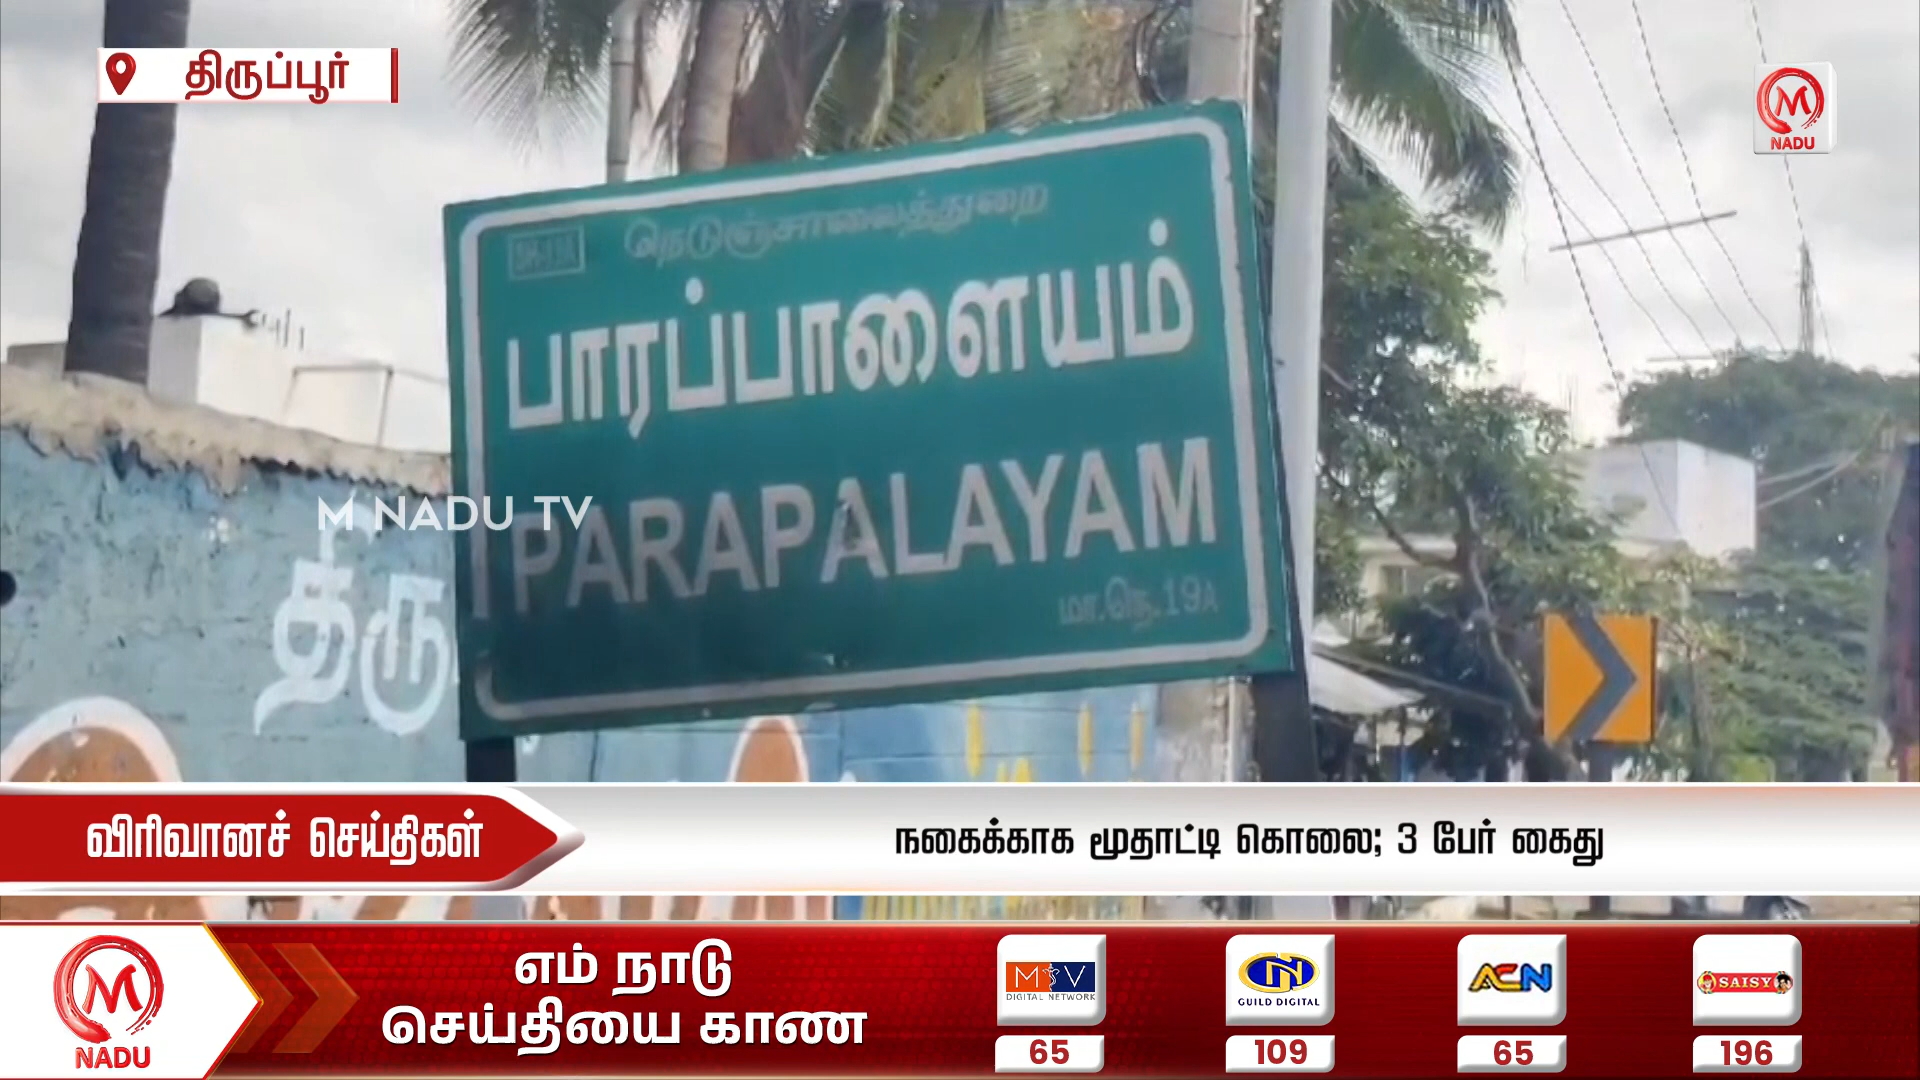 திருப்பூர்
M
NADU
நெடுஞ்சாலைத்துறை
பாரப்பாளையம்
PARAPALAYAM
மா.நெ.19A
M NADU TV
திரு
விரிவானச் செய்திகள்
நகைக்காக மூதாட்டி கொலை; 3 பேர் கைது
M
NADU
எம் நாடு
செய்தியை காண
MV
DIGITAL NETWORK
65
GUILD DIGITAL
109
ACN
65
SAISY
196